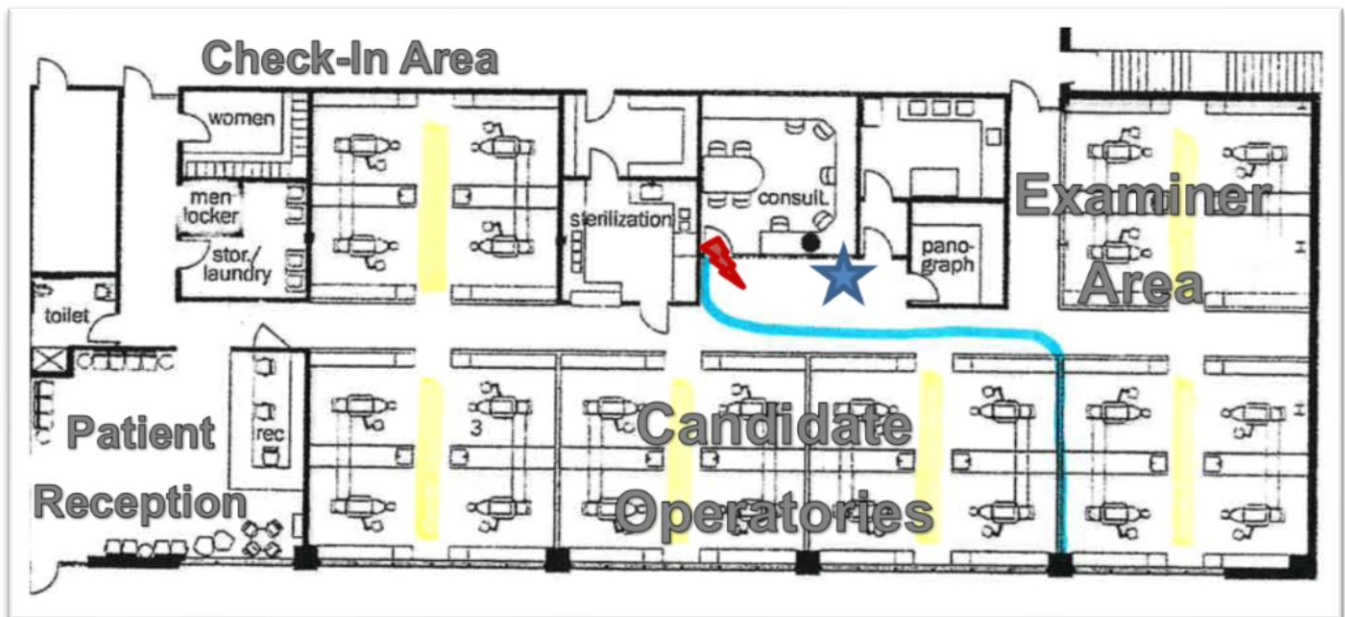 Check-In Area
women
men
locker
stor./
laundry
sterilization
consult.
pano-
graph
Examiner
Area
toilet
Patient
Reception
rec
3
Candidate
Operatories